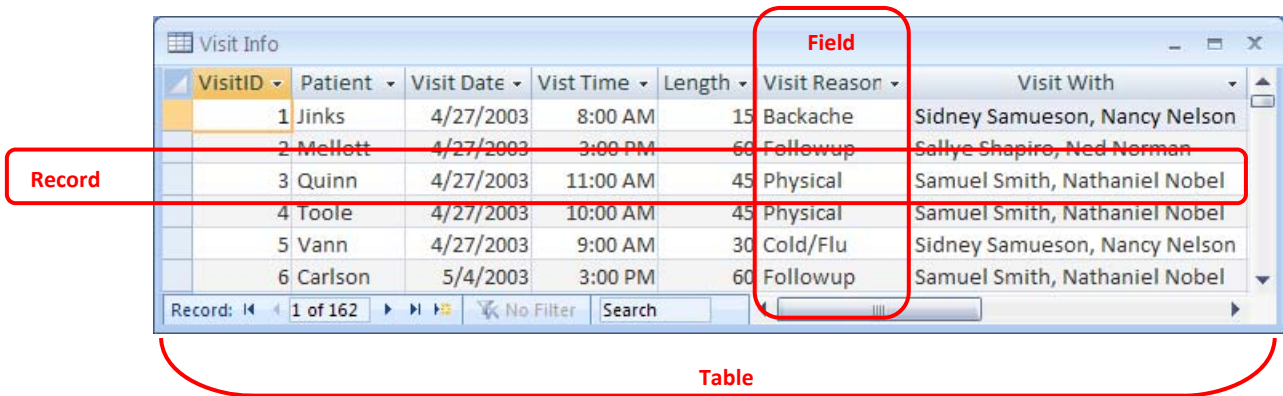 Visit Info
Field
VisitID Patient Visit Date Vist Time Length Visit Reason Visit With
1 Jinks 4/27/2003 8:00 AM 15 Backache Sidney Samueson, Nancy Nelson
2 Mellott 4/27/2003 3:00 PM 60 Followup Sallye Shapiro, Ned Norman
Record
3 Quinn 4/27/2003 11:00 AM 45 Physical Samuel Smith, Nathaniel Nobel
4 Toole 4/27/2003 10:00 AM 45 Physical Samuel Smith, Nathaniel Nobel
5 Vann 4/27/2003 9:00 AM 30 Cold/Flu Sidney Samueson, Nancy Nelson
6 Carlson 5/4/2003 3:00 PM 60 Followup Samuel Smith, Nathaniel Nobel
Record: 1 of 162 No Filter Search
Table